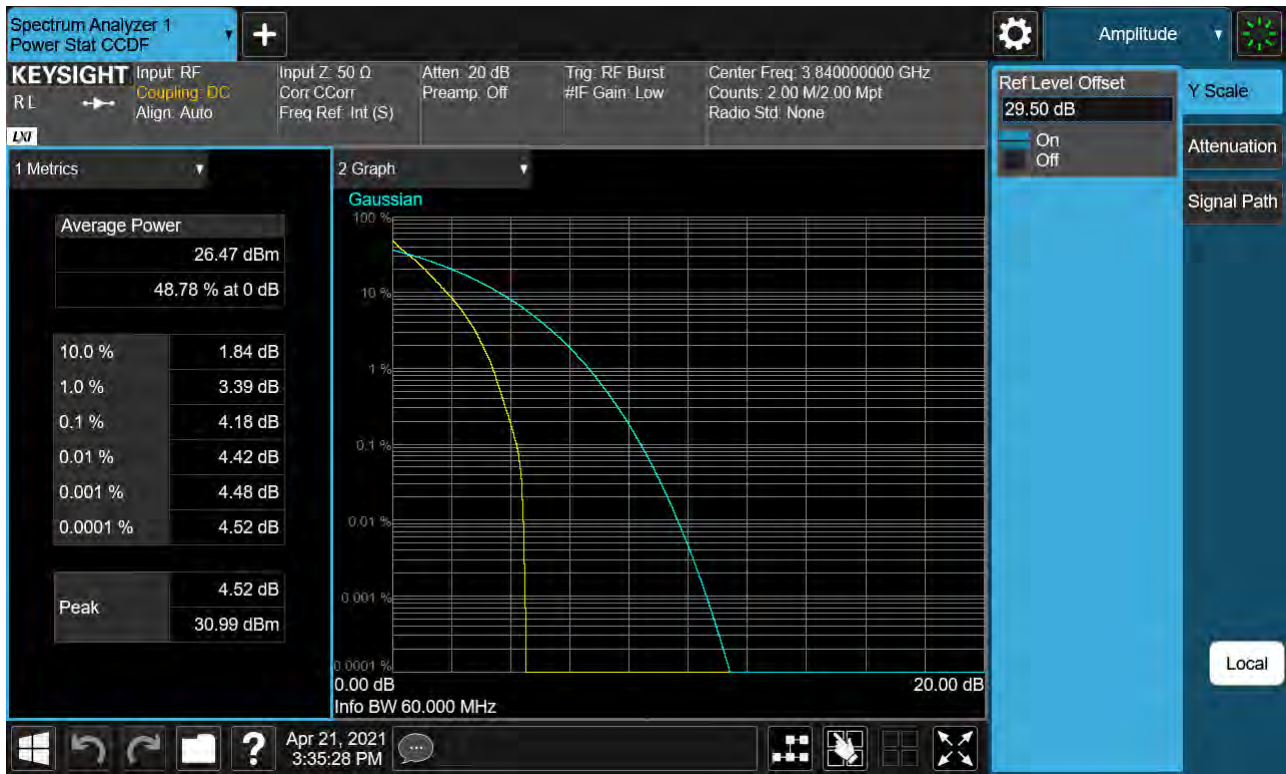 Spectrum Analyzer 1
Power Stat CCDF
+
Amplitude
KEYSIGHT
RL
LXI
Input: RF
Coupling: DC
Align: Auto
Input Z: 50 Ω
Corr CCorr
Freq Ref: Int (S)
Atten: 20 dB
Preamp: Off
Trig: RF Burst
#IF Gain: Low
Center Freq: 3.840000000 GHz
Counts: 2.00 M/2.00 Mpt
Radio Std: None
Ref Level Offset
29.50 dB
On
Off
Y Scale
Attenuation
Signal Path
Local
1 Metrics
Average Power
26.47 dBm
48.78 % at 0 dB
10.0 % 1.84 dB
1.0 % 3.39 dB
0.1 % 4.18 dB
0.01 % 4.42 dB
0.001 % 4.48 dB
0.0001 % 4.52 dB
Peak
4.52 dB
30.99 dBm
2 Graph
Gaussian
100 %
10 %
1 %
0.1 %
0.01 %
0.001 %
0.0001 %
0.00 dB 20.00 dB
Info BW 60.000 MHz
?
Apr 21, 2021
3:35:28 PM